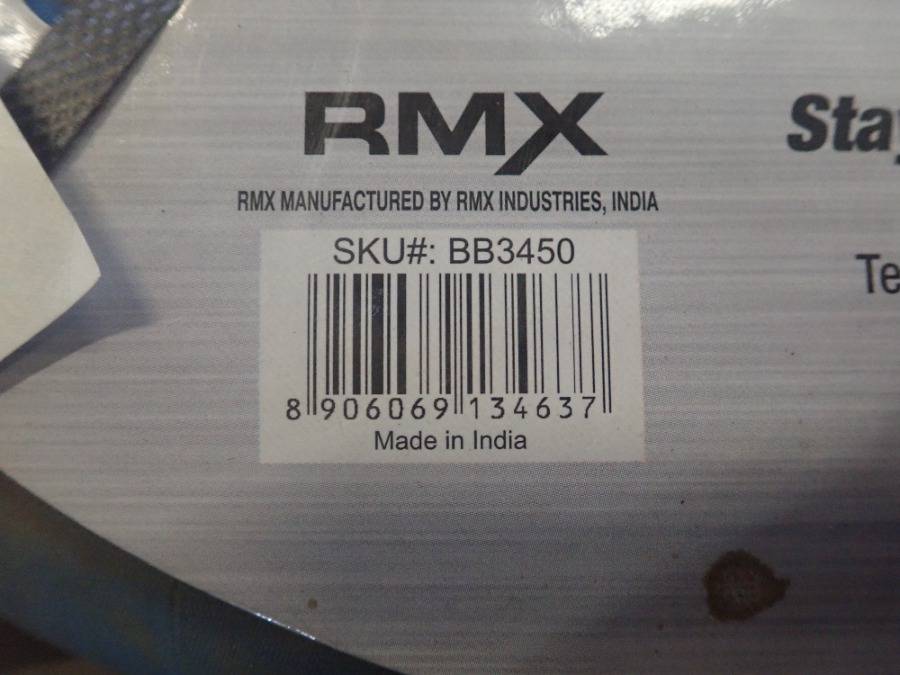 RMX
RMX MANUFACTURED BY RMX INDUSTRIES, INDIA
SKU#: BB3450
8 906069 134637
Made in India